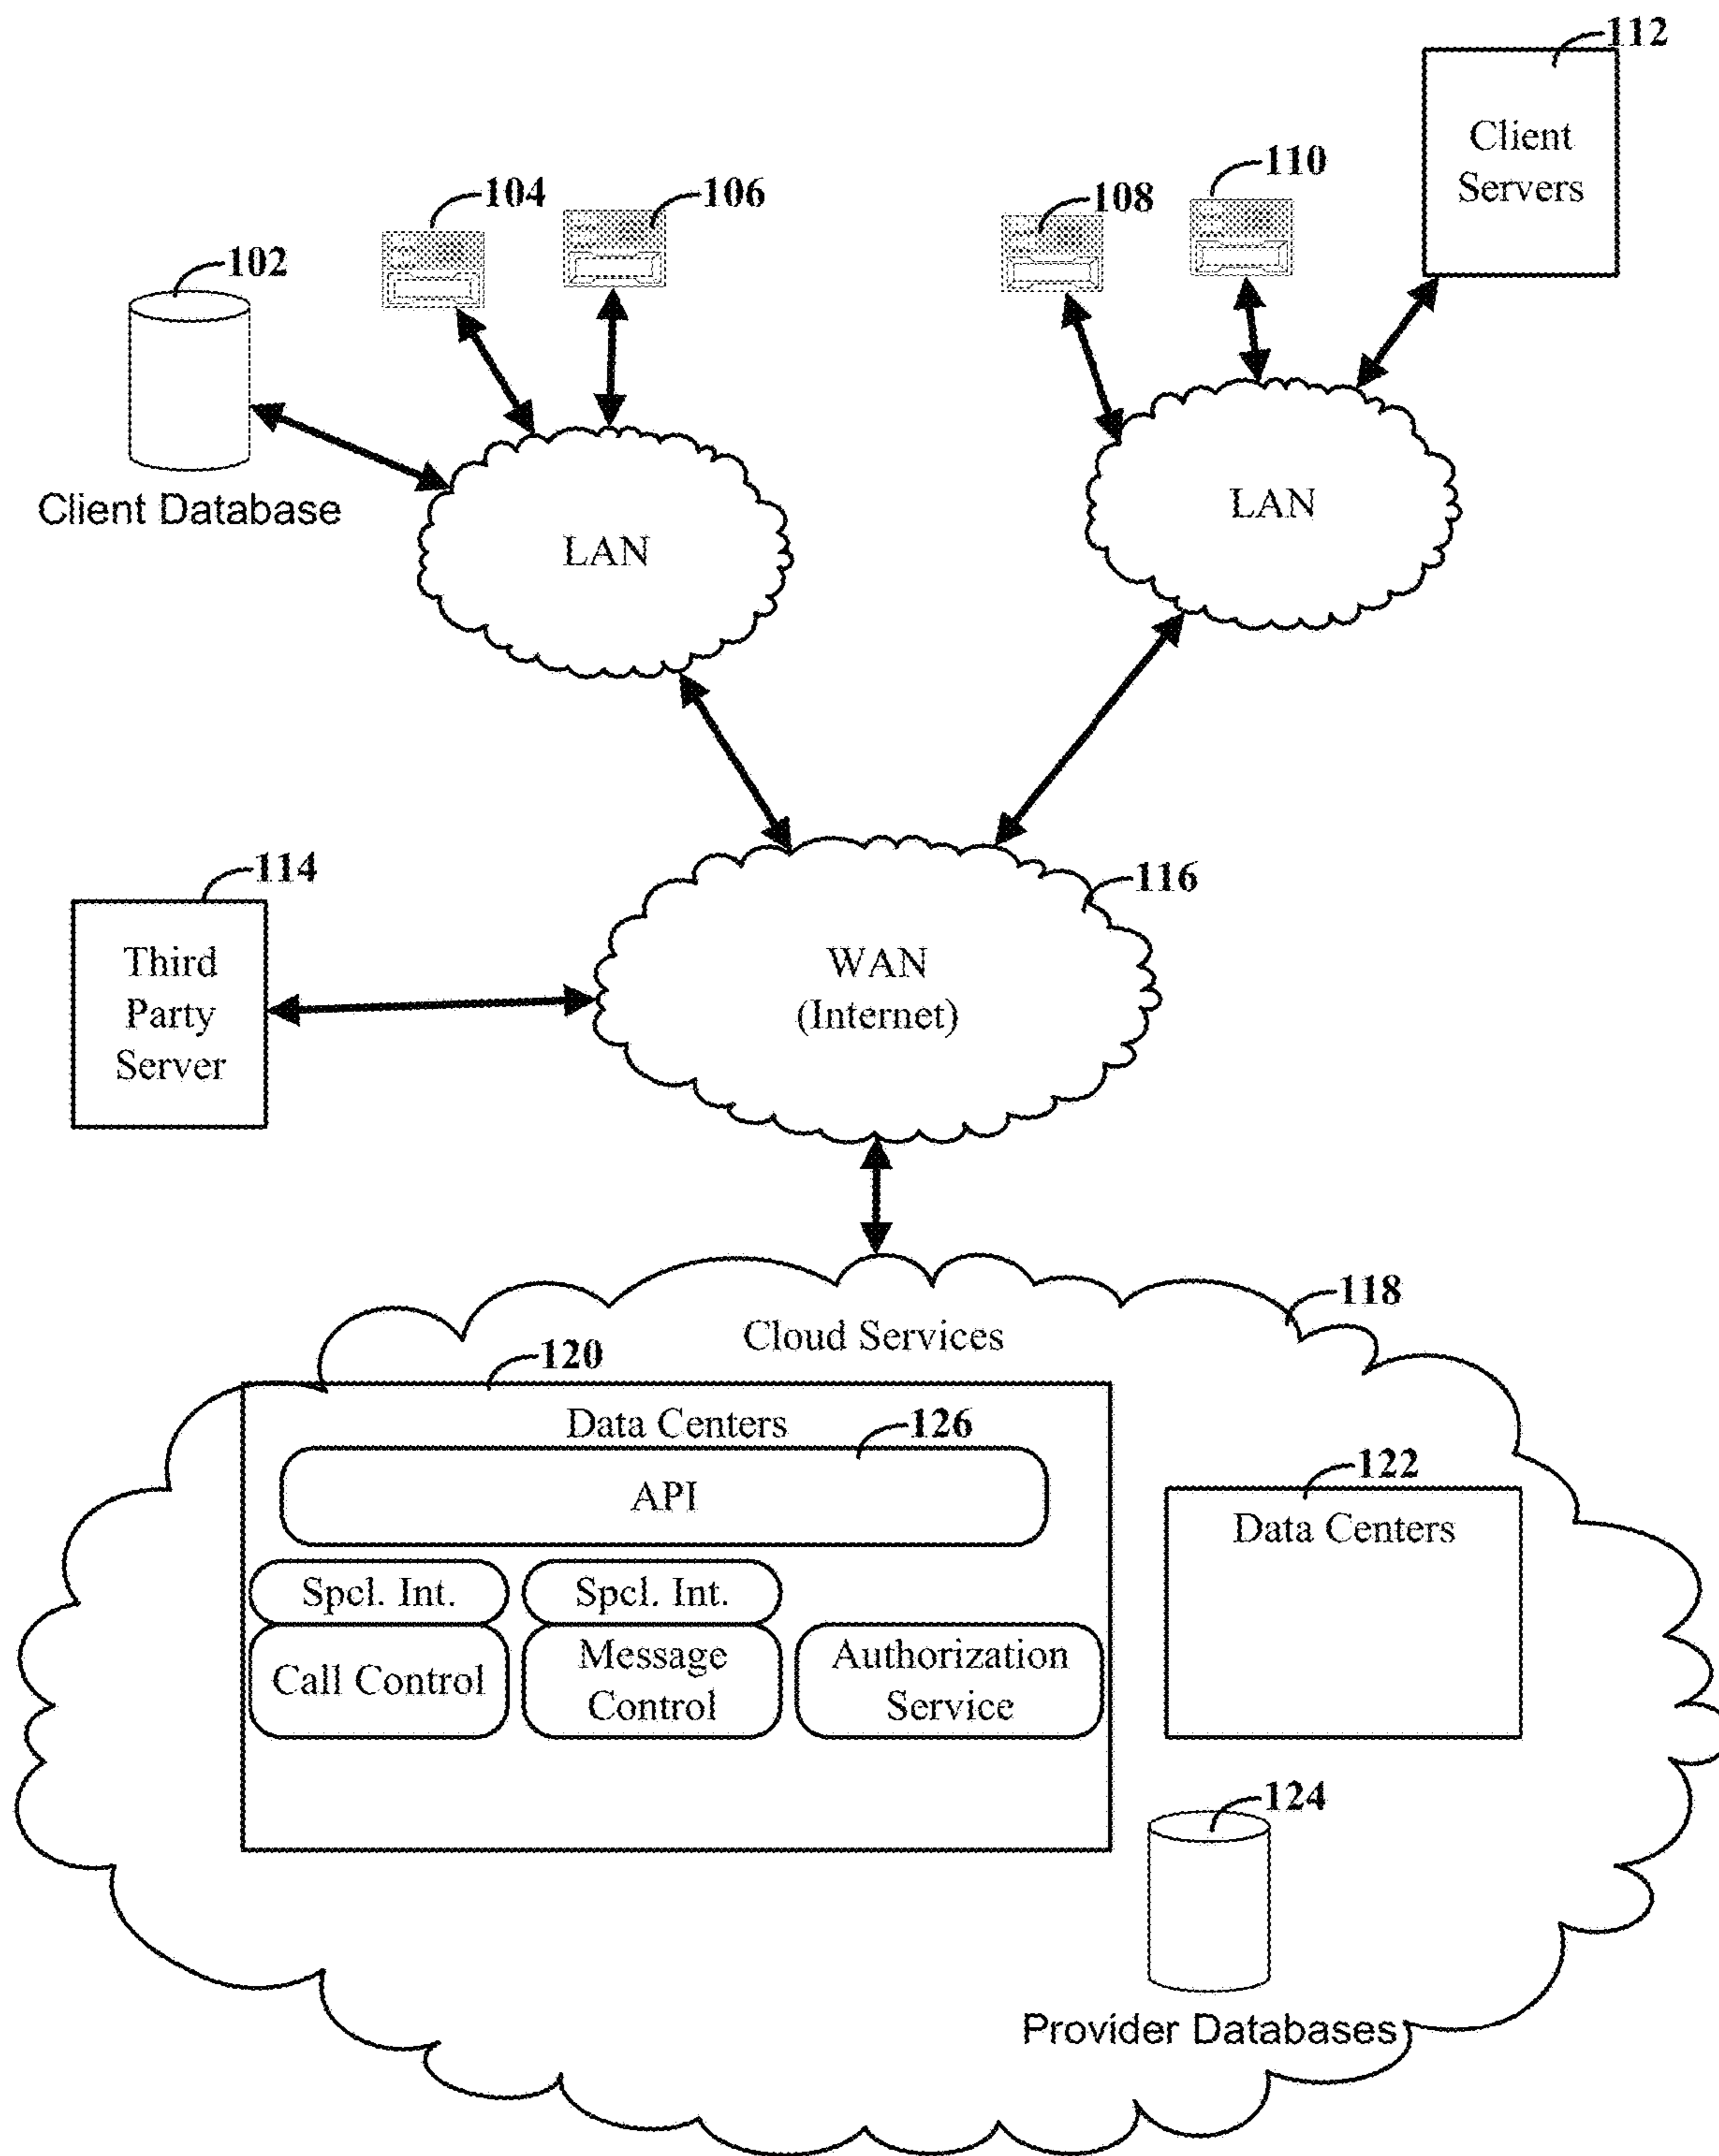 112
Client
Servers
104
106
108
110
102
Client Database
LAN
LAN
114
Third
Party
Server
116
WAN
(Internet)
118
Cloud Services
120
Data Centers
126
API
122
Data Centers
Spcl. Int.
Spcl. Int.
Call Control
Message
Control
Authorization
Service
124
Provider Databases